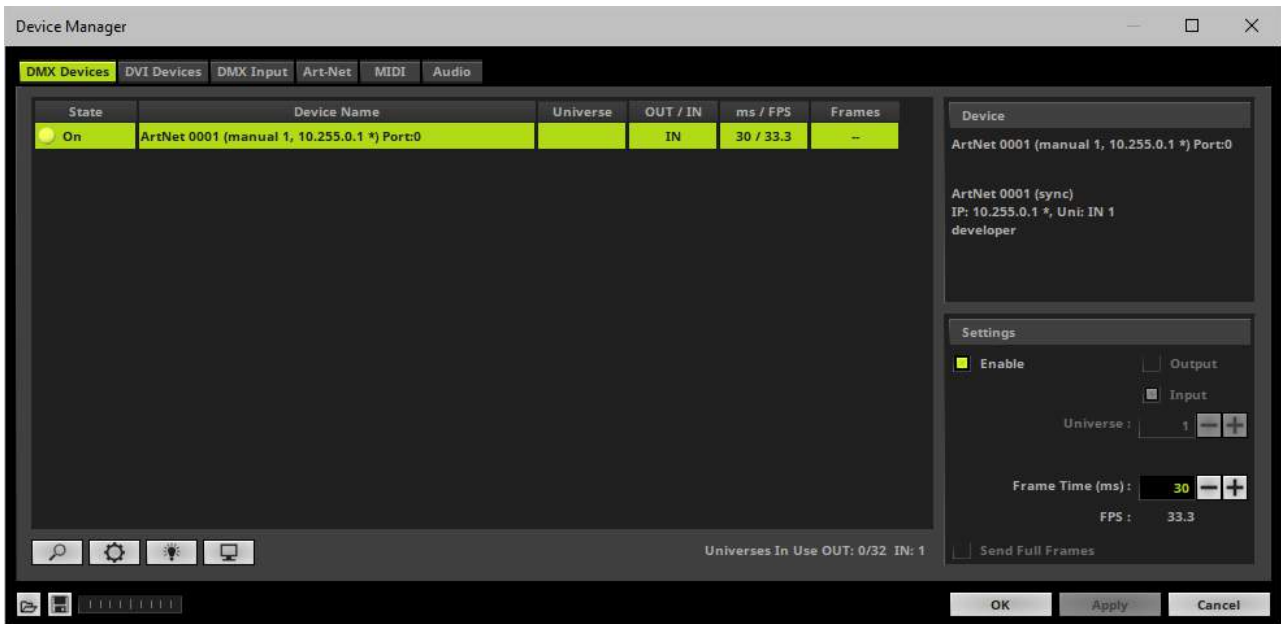 Device Manager
DMX Devices DVI Devices DMX Input Art-Net MIDI Audio
State Device Name Universe OUT / IN ms / FPS Frames
On ArtNet 0001 (manual 1, 10.255.0.1 *) Port:0 IN 30 / 33.3 --
Universes In Use OUT: 0/32 IN: 1
Device
ArtNet 0001 (manual 1, 10.255.0.1 *) Port:0
ArtNet 0001 (sync)
IP: 10.255.0.1 *, Uni: IN 1
developer
Settings
Enable Output
Input
Universe : 1
Frame Time (ms) : 30
FPS : 33.3
Send Full Frames
OK Apply Cancel